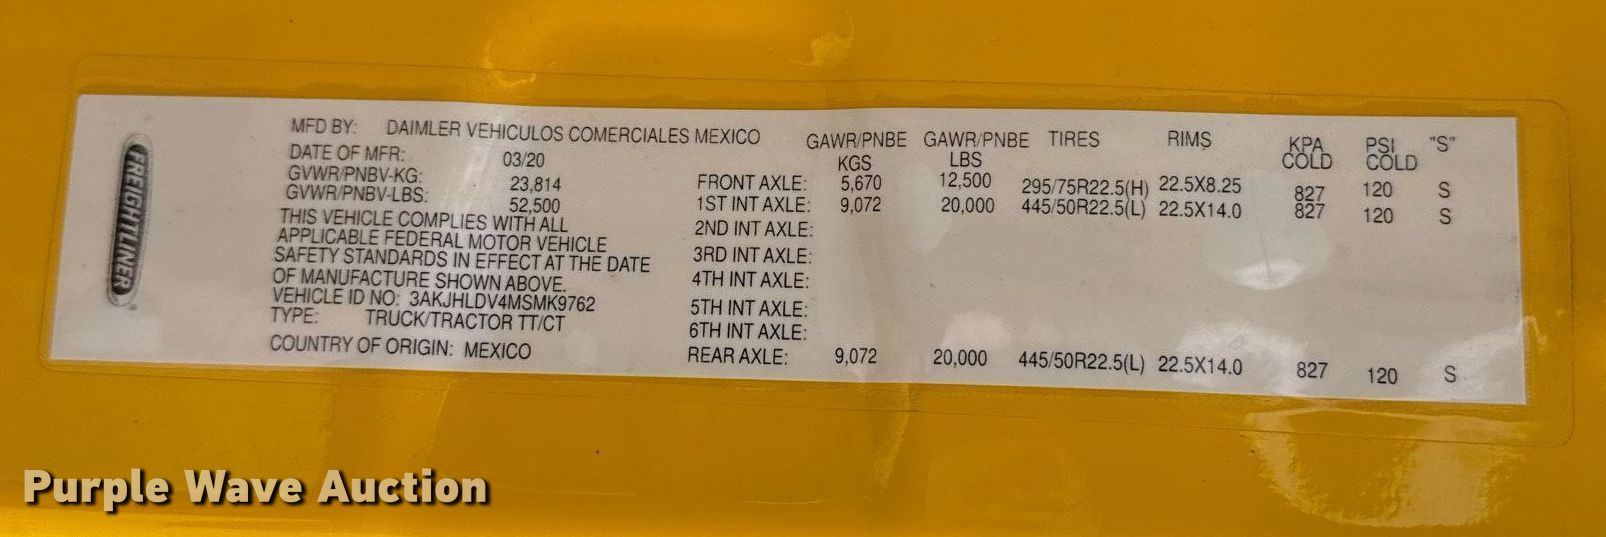 FREIGHTLINER
MFD BY: DAIMLER VEHICULOS COMERCIALES MEXICO
DATE OF MFR: 03/20
GVWR/PNBV-KG: 23,814
GVWR/PNBV-LBS: 52,500
THIS VEHICLE COMPLIES WITH ALL
APPLICABLE FEDERAL MOTOR VEHICLE
SAFETY STANDARDS IN EFFECT AT THE DATE
OF MANUFACTURE SHOWN ABOVE.
VEHICLE ID NO: 3AKJHLDV4MSMK9762
TYPE: TRUCK/TRACTOR TT/CT
COUNTRY OF ORIGIN: MEXICO
GAWR/PNBE GAWR/PNBE TIRES RIMS KPA PSI "S"
KGS LBS COLD COLD
FRONT AXLE: 5,670 12,500 295/75R22.5(H) 22.5X8.25 827 120 S
1ST INT AXLE: 9,072 20,000 445/50R22.5(L) 22.5X14.0 827 120 S
2ND INT AXLE:
3RD INT AXLE:
4TH INT AXLE:
5TH INT AXLE:
6TH INT AXLE:
REAR AXLE: 9,072 20,000 445/50R22.5(L) 22.5X14.0 827 120 S
Purple Wave Auction